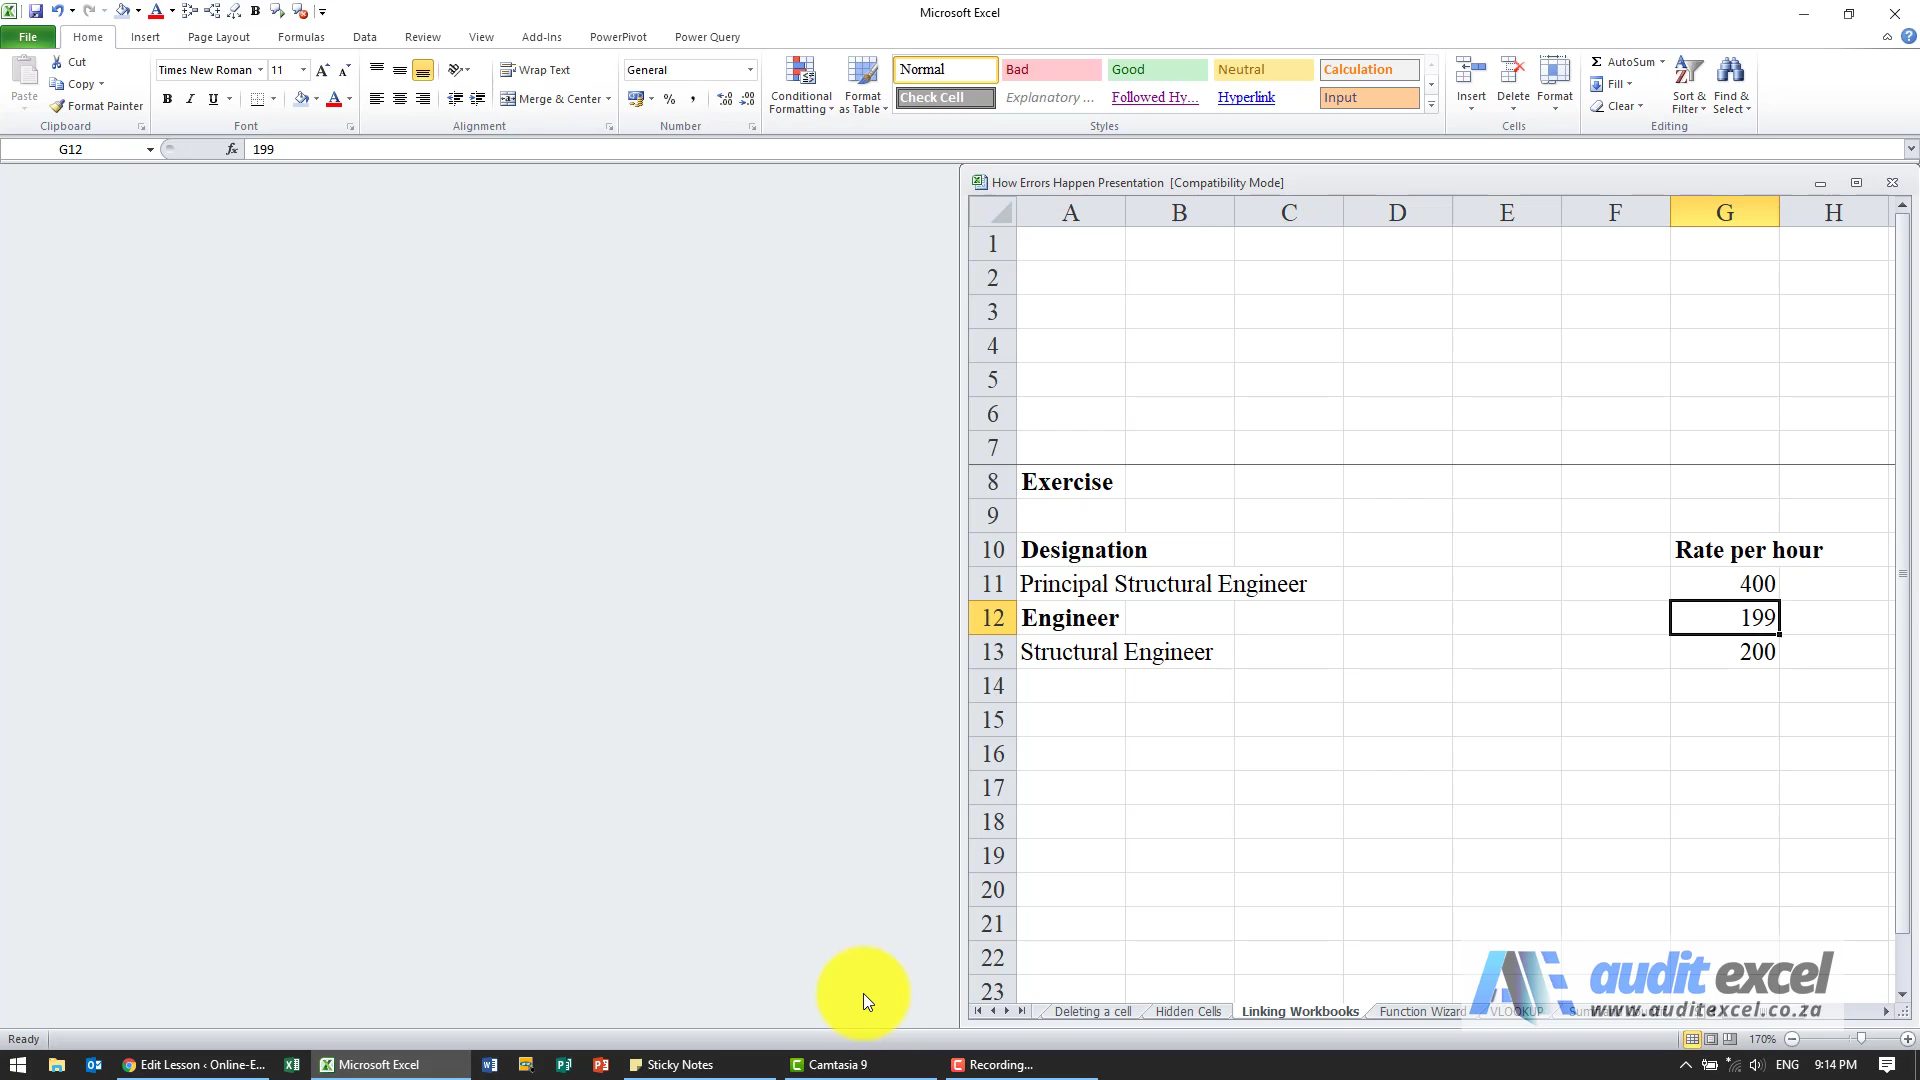 Microsoft Excel
File Home Insert Page Layout Formulas Data Review View Add-Ins PowerPivot Power Query
Paste
Cut
Copy
Format Painter
Clipboard
Times New Roman 11
B I U
Font
Wrap Text
Merge & Center
Alignment
General
Number
Conditional Formatting
Format as Table
Normal Bad Good Neutral Calculation
Check Cell Explanatory ... Followed Hy... Hyperlink Input
Styles
Insert Delete Format
Cells
Σ AutoSum
Fill
Clear
Sort & Filter
Find & Select
Editing
G12 fx 199
How Errors Happen Presentation [Compatibility Mode]
A B C D E F G H
1
2
3
4
5
6
7
8 Exercise
9
10 Designation Rate per hour
11 Principal Structural Engineer 400
12 Engineer 199
13 Structural Engineer 200
14
15
16
17
18
19
20
21
22
23
audit excel
www.auditexcel.co.za
Deleting a cell Hidden Cells Linking Workbooks Function Wizard VLOOKUP
Ready 170%
Edit Lesson ‹ Online-E... Microsoft Excel Sticky Notes Camtasia 9 Recording... ENG 9:14 PM